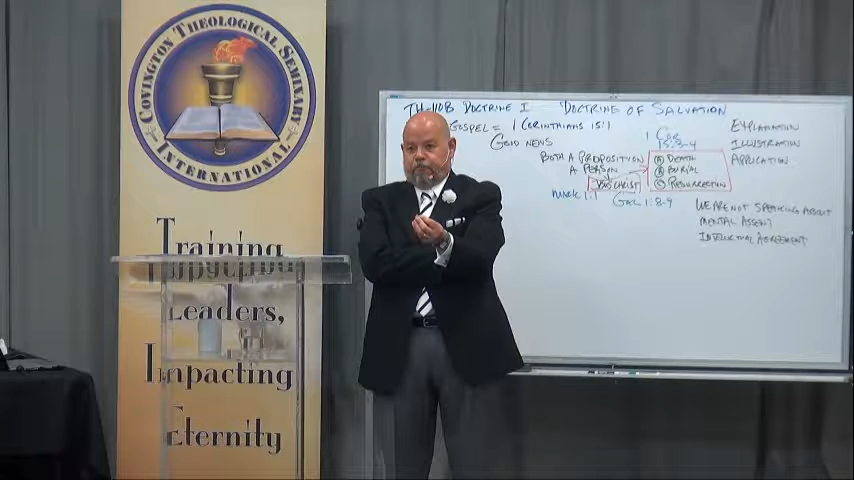 COVINGTON THEOLOGICAL SEMINARY
INTERNATIONAL
Training
Leaders,
Impacting
Eternity
TH-110B DOCTRINE I DOCTRINE OF SALVATION
GOSPEL = 1 CORINTHIANS 15:1
GOOD NEWS
BOTH A PROPOSITION
A PERSON
JESUS CHRIST
MARK 1:1 GAL 1:8-9
1 COR
15:3-4
A DEATH
B BURIAL
C RESURRECTION
EXPLANATION
ILLUSTRATION
APPLICATION
WE ARE NOT SPEAKING ABOUT
MENTAL ASSENT
INTELLECTUAL AGREEMENT